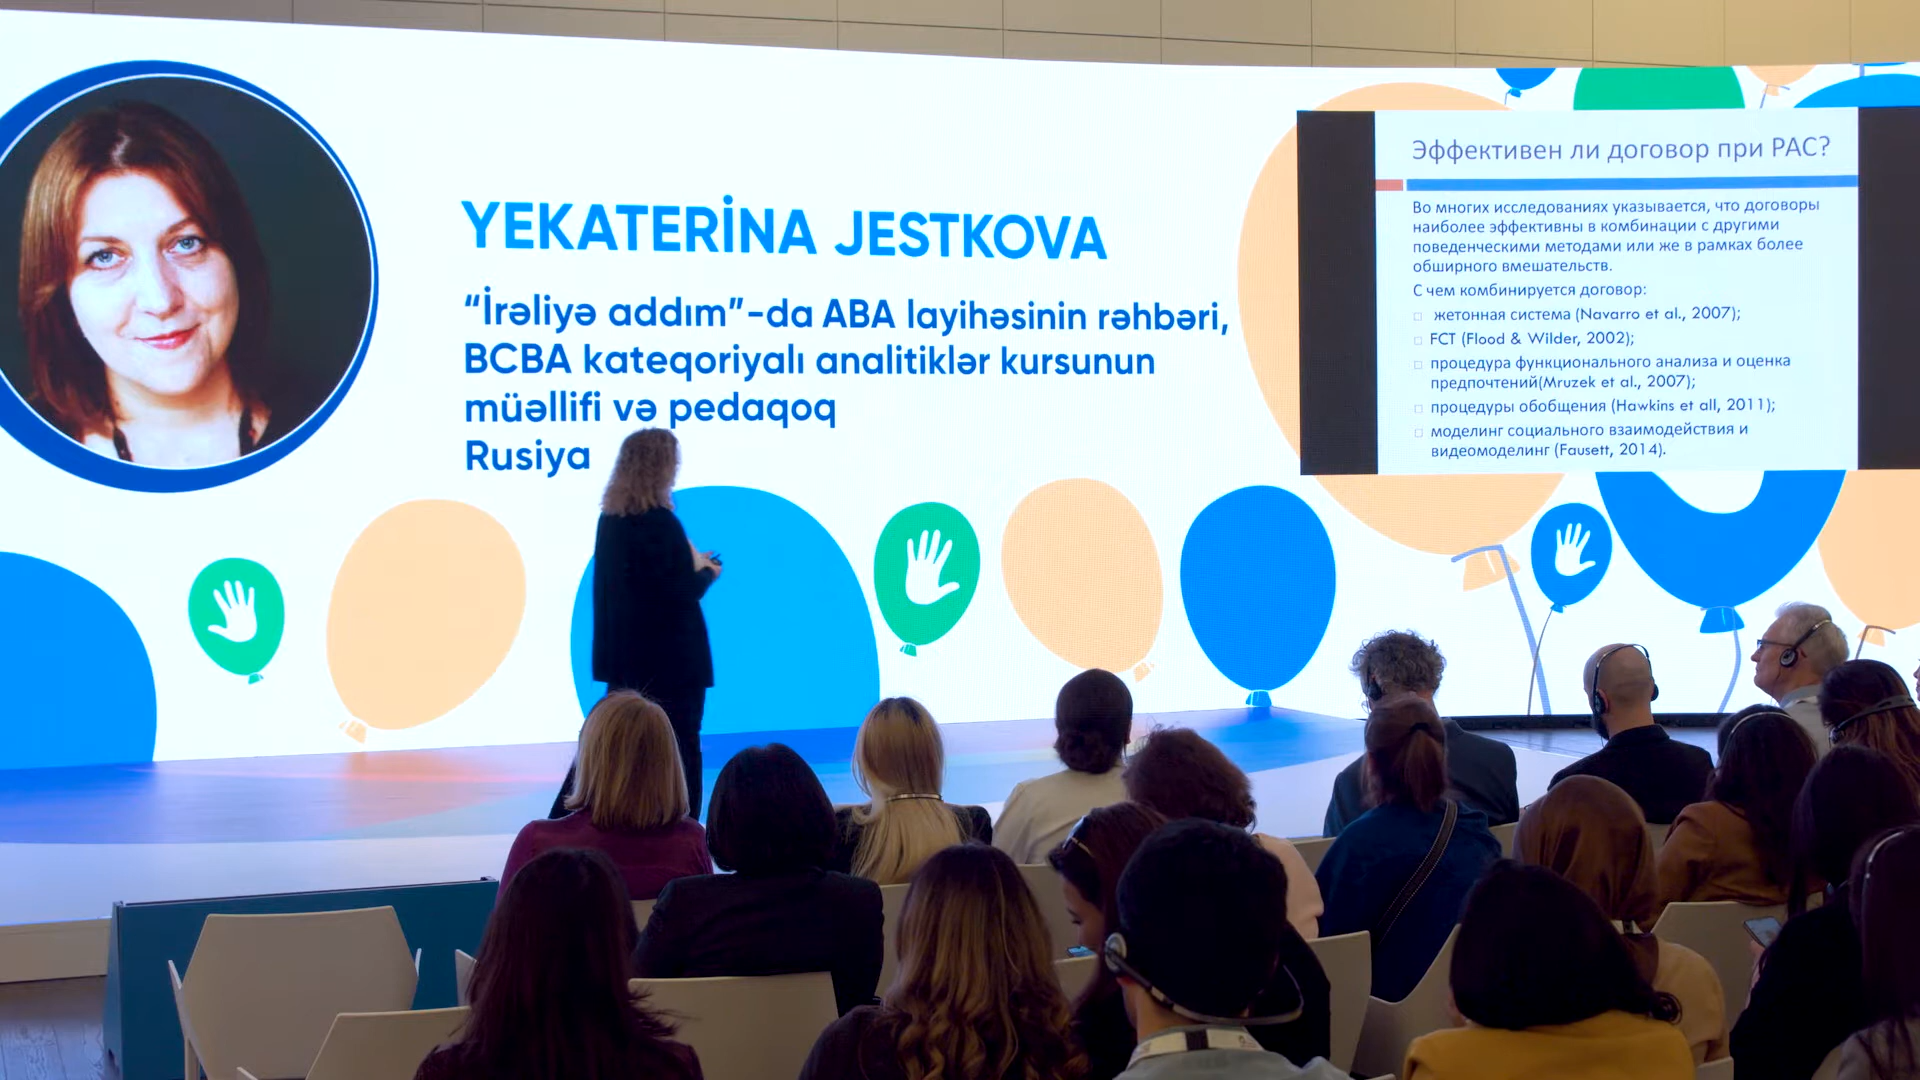 YEKATERİNA JESTKOVA
“İrəliyə addım”-da ABA layihəsinin rəhbəri,
BCBA kateqoriyalı analitiklər kursunun
müəllifi və pedaqoq
Rusiya
Эффективен ли договор при РАС?
Во многих исследованиях указывается, что договоры
наиболее эффективны в комбинации с другими
поведенческими методами или же в рамках более
обширного вмешательств.
С чем комбинируется договор:
жетонная система (Navarro et al., 2007);
FCT (Flood & Wilder, 2002);
процедура функционального анализа и оценка
предпочтений(Mruzek et al., 2007);
процедуры обобщения (Hawkins et all, 2011);
моделинг социального взаимодействия и
видеомоделинг (Fausett, 2014).